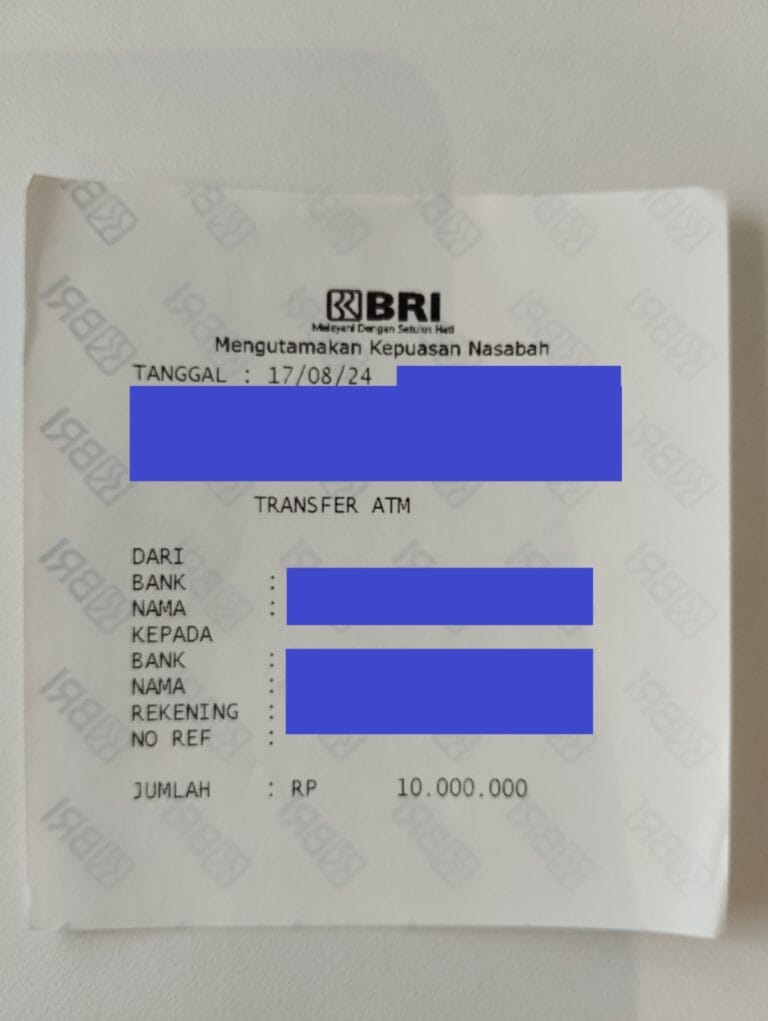 BRI
Melayani Dengan Setulus Hati
Mengutamakan Kepuasan Nasabah
TANGGAL : 17/08/24
TRANSFER ATM
DARI
BANK :
NAMA :
KEPADA
BANK :
NAMA :
REKENING :
NO REF :
JUMLAH : RP 10.000.000